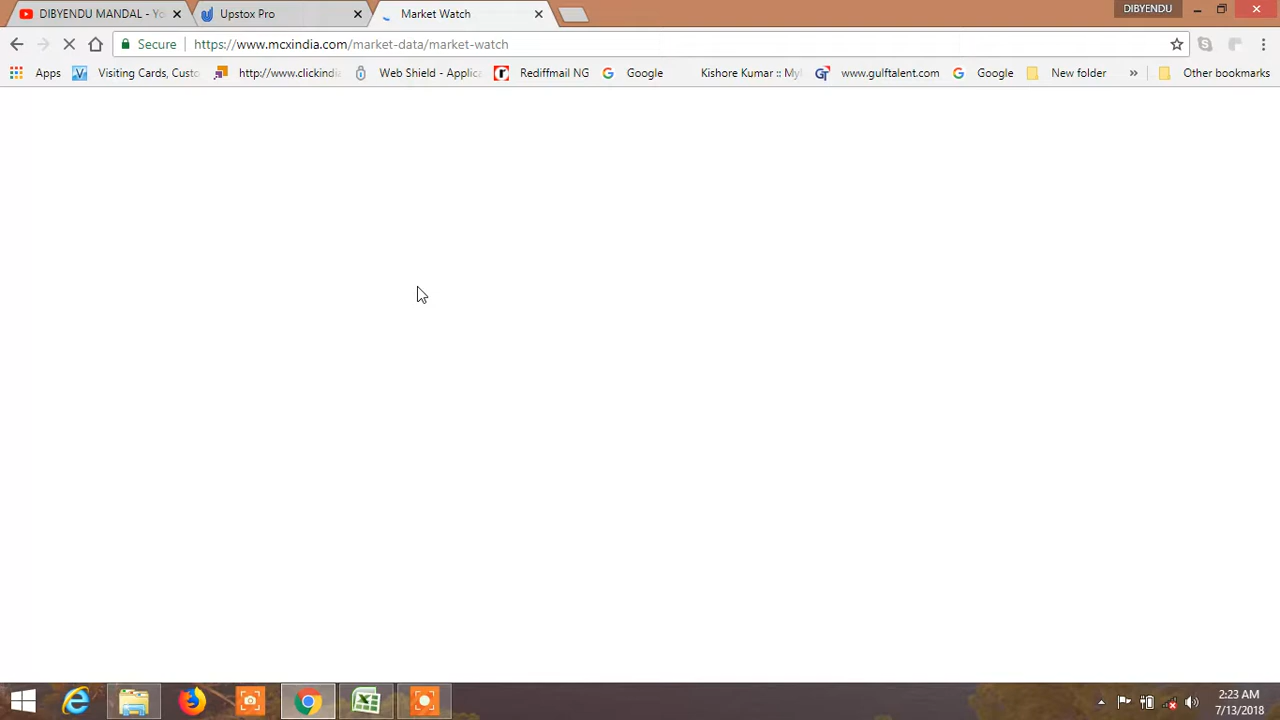 DIBYENDU MANDAL - Yo
Upstox Pro
Market Watch
DIBYENDU
Secure
https://www.mcxindia.com/market-data/market-watch
Apps
Visiting Cards, Custo
http://www.clickindia
Web Shield - Applica
Rediffmail NG
Google
Kistiore Kumar :: My
www.gulftalent.com
Google
New folder
»
Other bookmarks
2:23 AM
7/13/2018